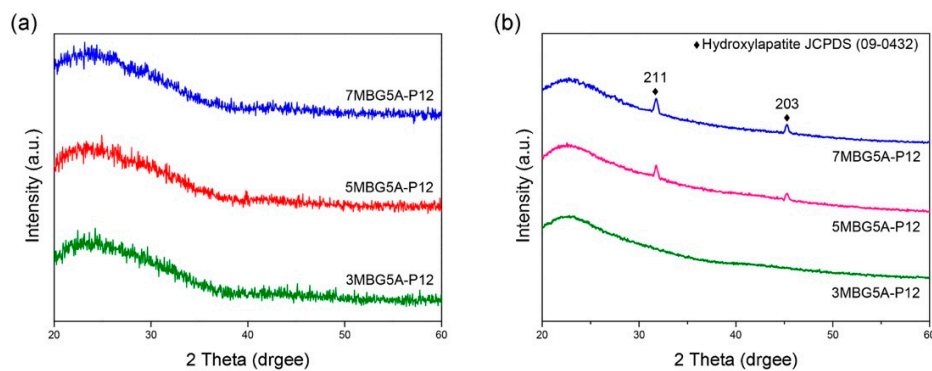 (a)
Intensity (a.u.)
7MBG5A-P12
5MBG5A-P12
3MBG5A-P12
20 30 40 50 60
2 Theta (drgee)
(b)
Intensity (a.u.)
♦Hydroxylapatite JCPDS (09-0432)
211
203
7MBG5A-P12
5MBG5A-P12
3MBG5A-P12
20 30 40 50 60
2 Theta (drgee)